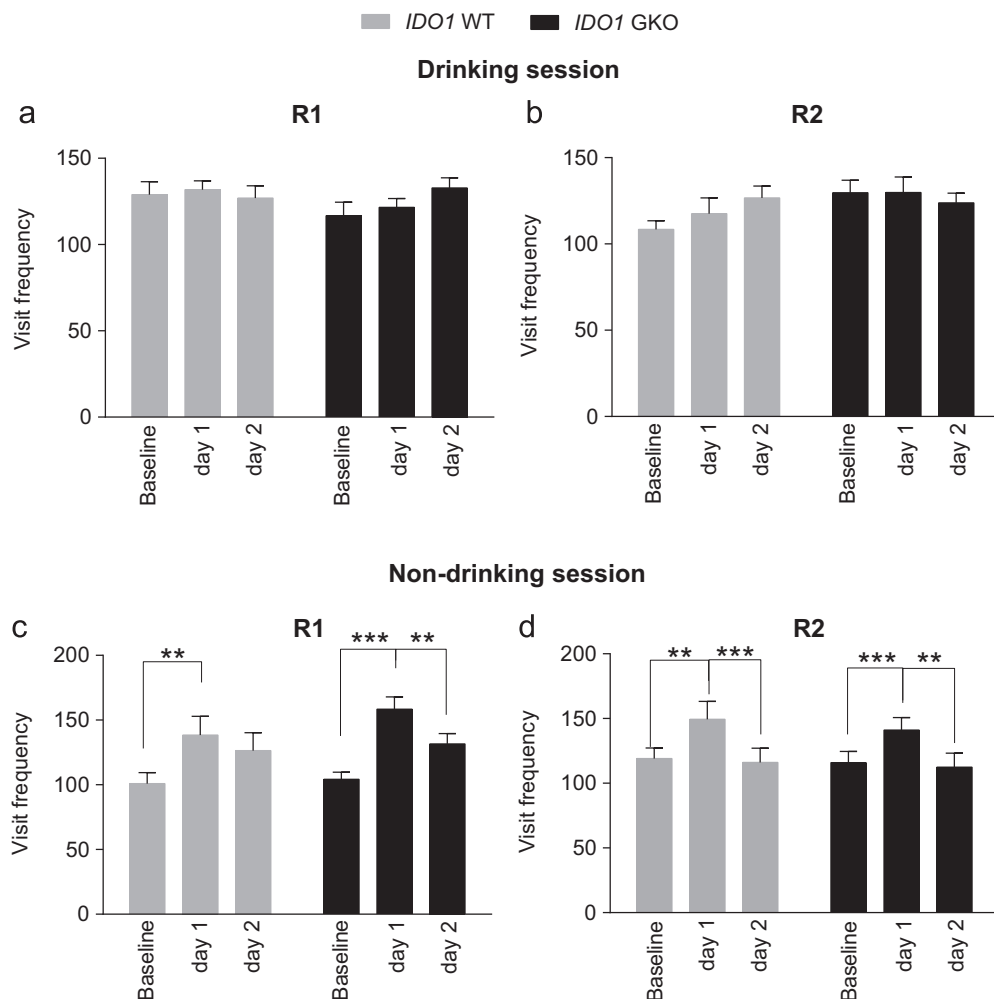 IDO1 WT IDO1 GKO
Drinking session
a R1
Visit frequency
150
100
50
0
Baseline day 1 day 2 Baseline day 1 day 2
b R2
Visit frequency
150
100
50
0
Baseline day 1 day 2 Baseline day 1 day 2
Non-drinking session
c R1
Visit frequency
200
150
100
50
0
** *** **
Baseline day 1 day 2 Baseline day 1 day 2
d R2
Visit frequency
200
150
100
50
0
** *** *** **
Baseline day 1 day 2 Baseline day 1 day 2